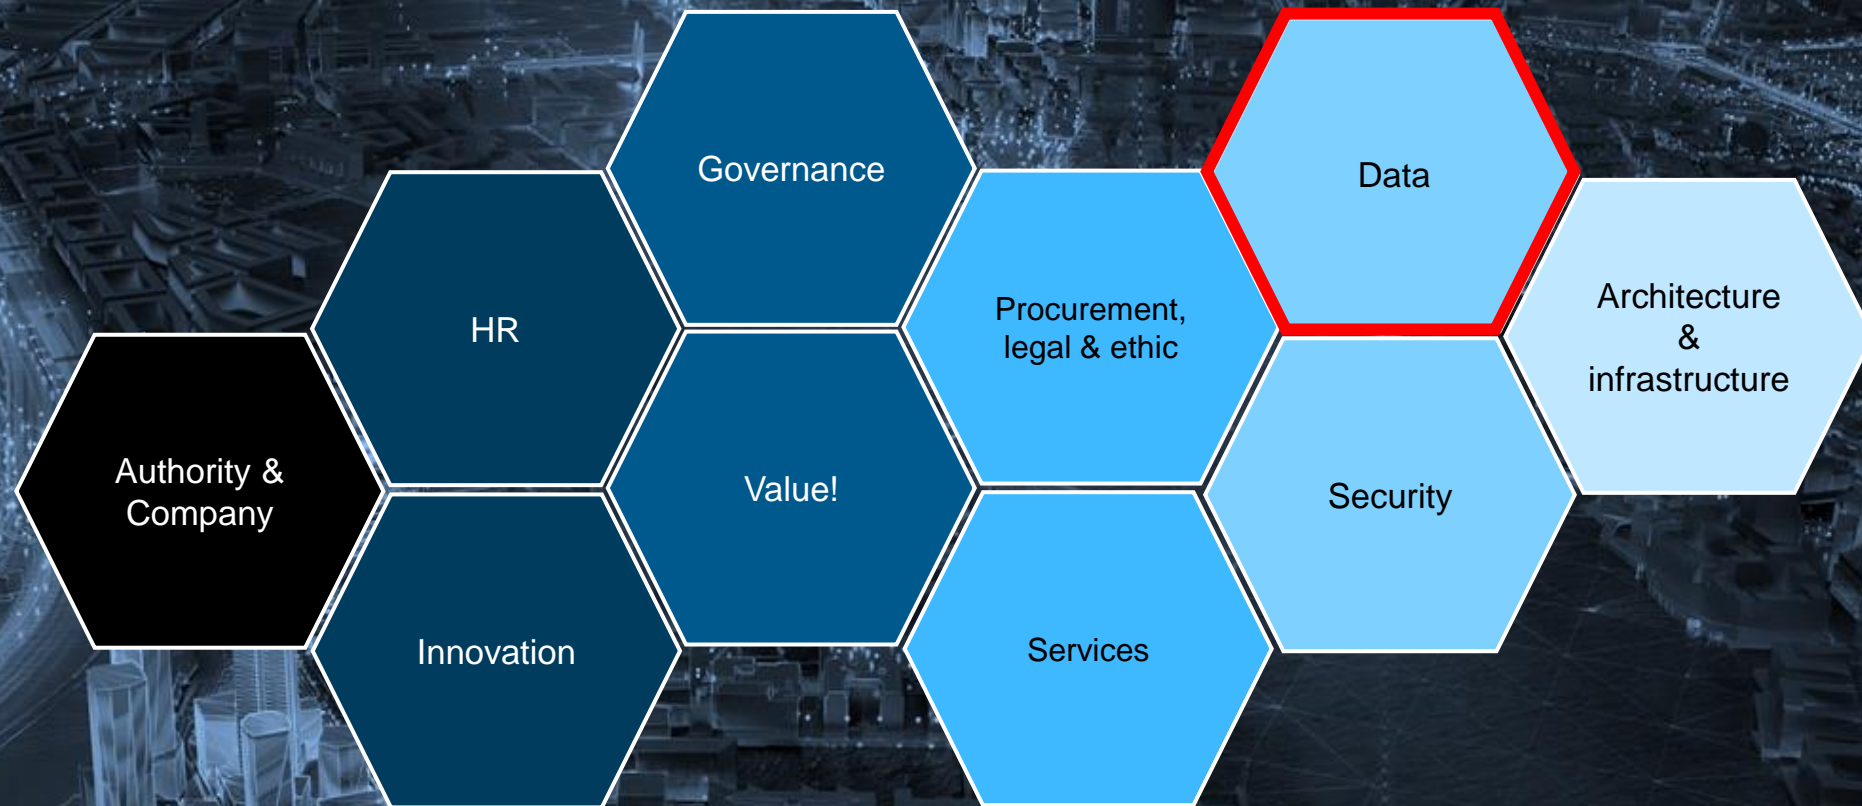 Governance
Data
HR
Procurement,
legal & ethic
Architecture
&
infrastructure
Authority &
Company
Value!
Security
Innovation
Services